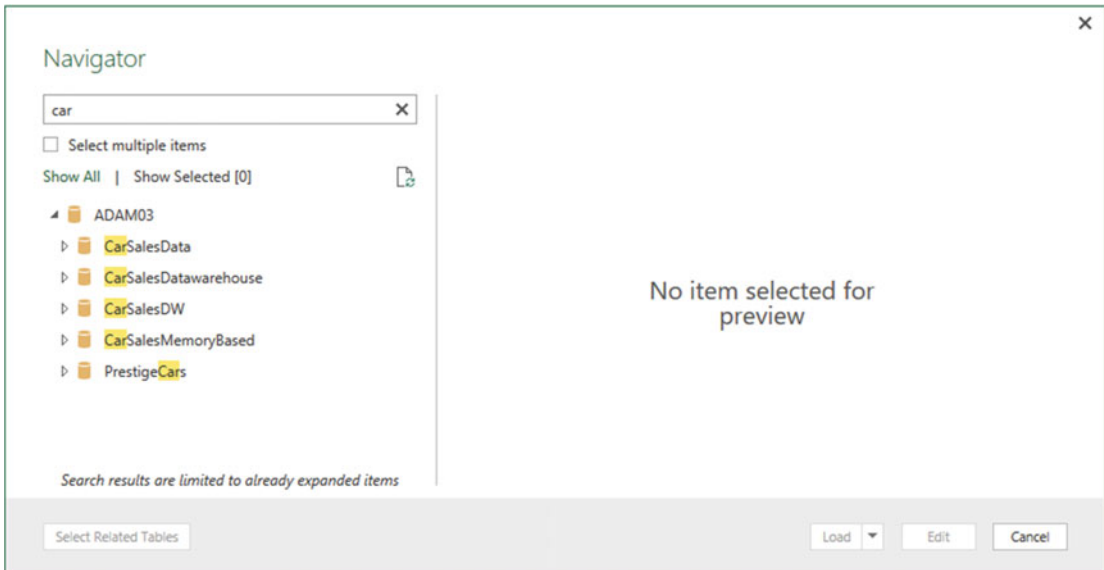 Navigator
car
Select multiple items
Show All | Show Selected [0]
ADAM03
CarSalesData
CarSalesDatawarehouse
CarSalesDW
CarSalesMemoryBased
PrestigeCars
Search results are limited to already expanded items
No item selected for
preview
Select Related Tables
Load
Edit
Cancel